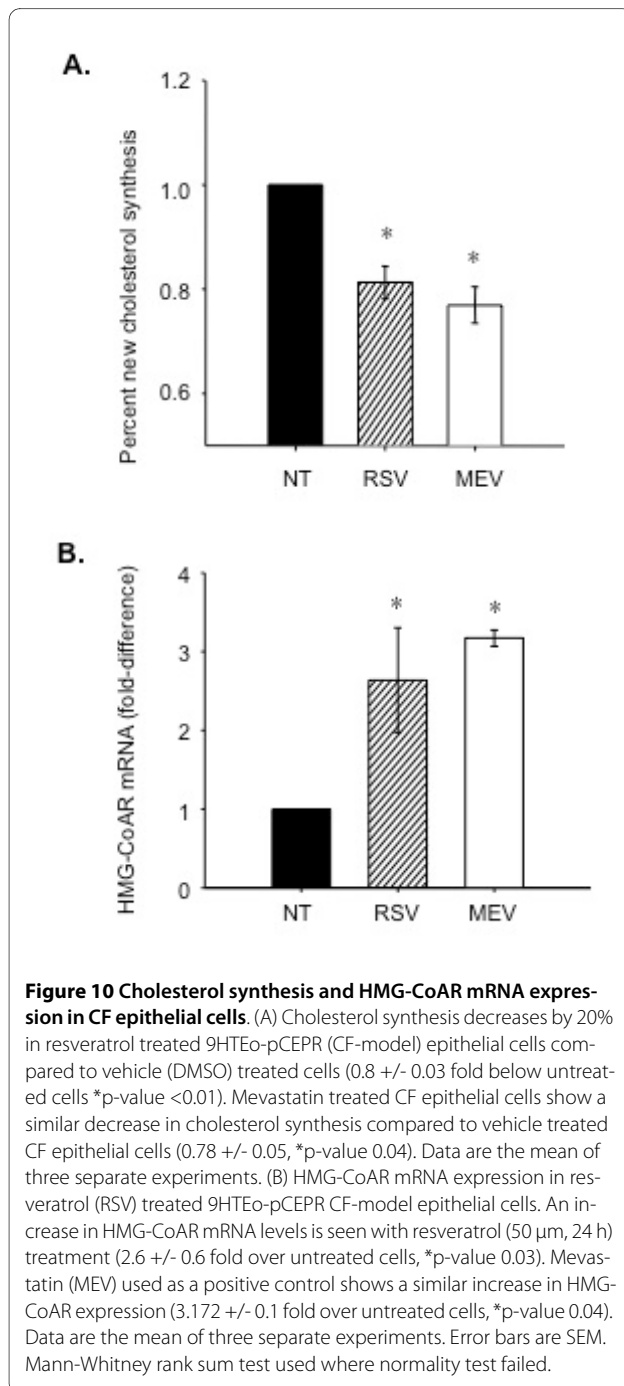 A.
1.2
1.0
0.8
0.6
Percent new cholesterol synthesis
*
*
NT RSV MEV
B.
4
3
2
1
0
HMG-CoAR mRNA (fold-difference)
*
*
NT RSV MEV
Figure 10 Cholesterol synthesis and HMG-CoAR mRNA expres-
sion in CF epithelial cells. (A) Cholesterol synthesis decreases by 20%
in resveratrol treated 9HTEo-pCEPR (CF-model) epithelial cells com-
pared to vehicle (DMSO) treated cells (0.8 +/- 0.03 fold below untreat-
ed cells *p-value <0.01). Mevastatin treated CF epithelial cells show a
similar decrease in cholesterol synthesis compared to vehicle treated
CF epithelial cells (0.78 +/- 0.05, *p-value 0.04). Data are the mean of
three separate experiments. (B) HMG-CoAR mRNA expression in res-
veratrol (RSV) treated 9HTEo-pCEPR CF-model epithelial cells. An in-
crease in HMG-CoAR mRNA levels is seen with resveratrol (50 μm, 24 h)
treatment (2.6 +/- 0.6 fold over untreated cells, *p-value 0.03). Mevas-
tatin (MEV) used as a positive control shows a similar increase in HMG-
CoAR expression (3.172 +/- 0.1 fold over untreated cells, *p-value 0.04).
Data are the mean of three separate experiments. Error bars are SEM.
Mann-Whitney rank sum test used where normality test failed.